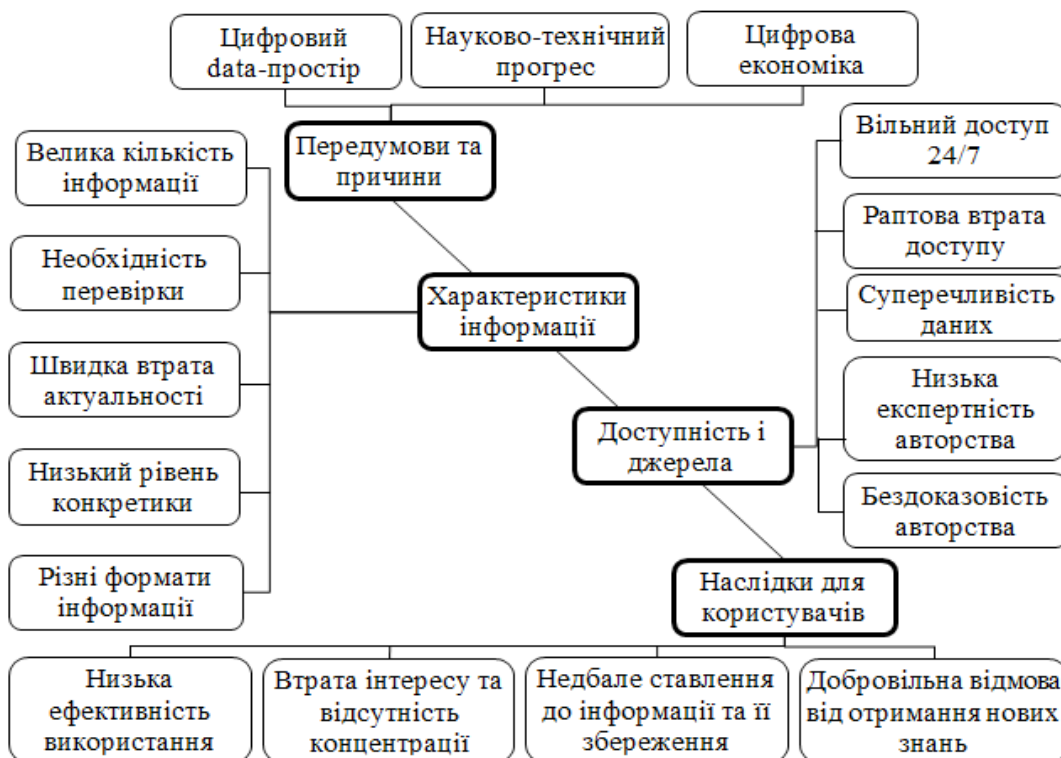 Цифровий
data-простір
Науково-технічний
прогрес
Цифрова
економіка
Передумови та
причини
Велика кількість
інформації
Необхідність
перевірки
Швидка втрата
актуальності
Низький рівень
конкретики
Різні формати
інформації
Характеристики
інформації
Вільний доступ
24/7
Раптова втрата
доступу
Суперечливість
даних
Низька
експертність
авторства
Бездоказовість
авторства
Доступність і
джерела
Наслідки для
користувачів
Низька
ефективність
використання
Втрата інтересу та
відсутність
концентрації
Недбале ставлення
до інформації та її
збереження
Добровільна відмова
від отримання нових
знань